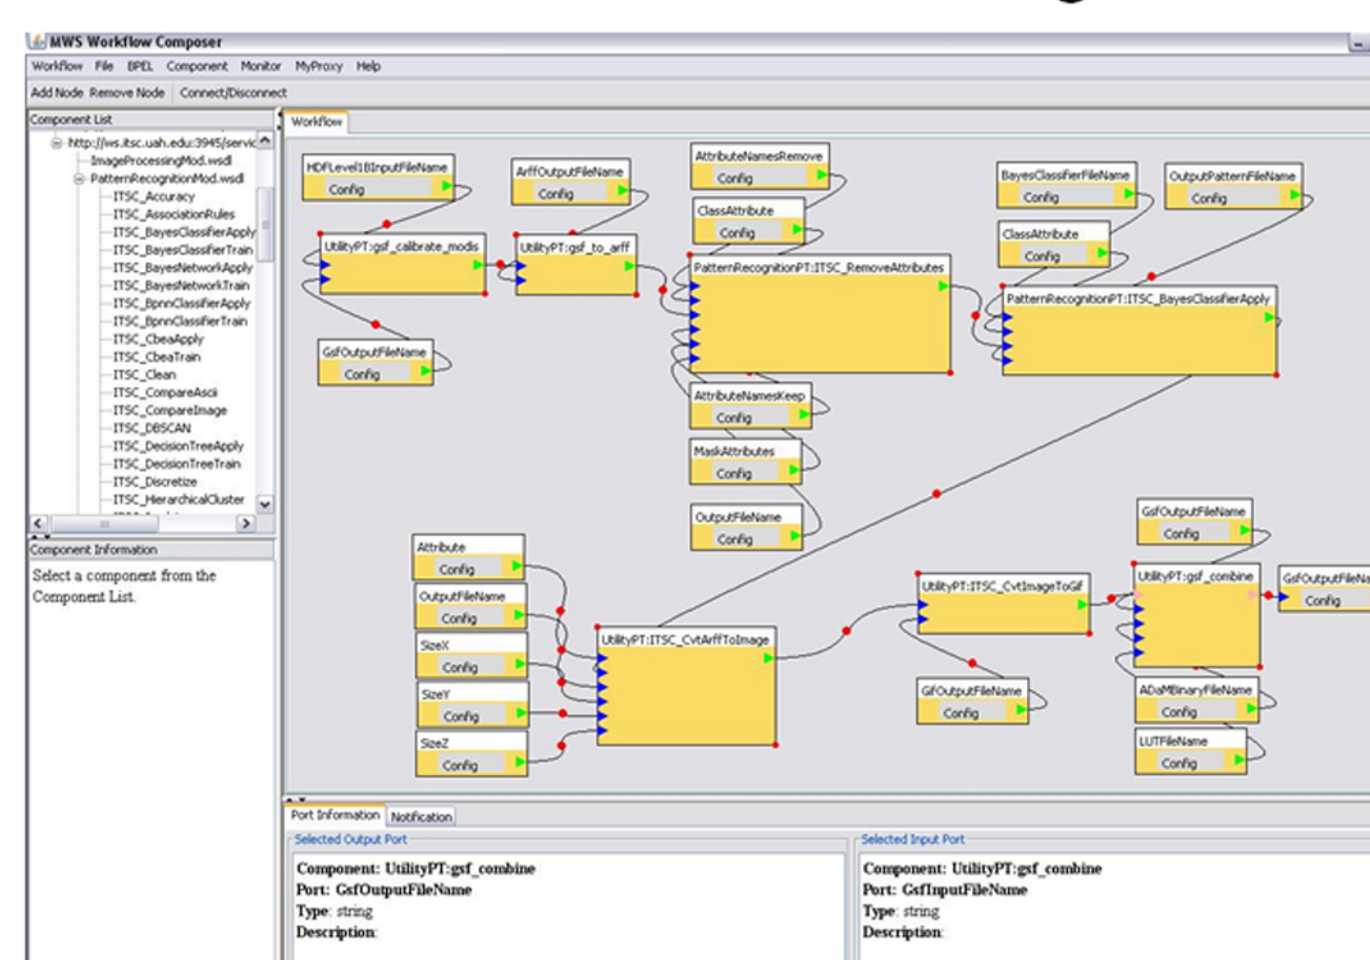 MWS Workflow Composer
Workflow File BPEL Component Monitor MyProxy Help
Add Node Remove Node Connect/Disconnect
Component List
http://ws.itsc.uah.edu:3945/servic
ImageProcessingMod.wsdl
PatternRecognitionMod.wsdl
ITSC_Accuracy
ITSC_AssociationRules
ITSC_BayesClassifierApply
ITSC_BayesClassifierTrain
ITSC_BayesNetworkApply
ITSC_BayesNetworkTrain
ITSC_BpnnClassifierApply
ITSC_BpnnClassifierTrain
ITSC_CbeaApply
ITSC_CbeaTrain
ITSC_Clean
ITSC_CompareAscii
ITSC_CompareImage
ITSC_DBSCAN
ITSC_DecisionTreeApply
ITSC_DecisionTreeTrain
ITSC_Discretize
ITSC_HierarchicalCluster
Component Information
Select a component from the
Component List.
Workflow
HDFLevel1BInputFileName
Config
ArffOutputFileName
Config
AttributeNamesRemove
Config
BayesClassifierFileName
Config
OutputPatternFileName
Config
ClassAttribute
Config
ClassAttribute
Config
UtilityPT:gsf_calibrate_modis
UtilityPT:gsf_to_arff
PatternRecognitionPT:ITSC_RemoveAttributes
PatternRecognitionPT:ITSC_BayesClassifierApply
GsfOutputFileName
Config
AttributeNamesKeep
Config
MaskAttributes
Config
OutputFileName
Config
GsfOutputFileName
Config
Attribute
Config
OutputFileName
Config
SizeX
Config
SizeY
Config
SizeZ
Config
UtilityPT:ITSC_CvtArffToImage
UtilityPT:ITSC_CvtImageToGif
UtilityPT:gsf_combine
GsfOutputFileNa
Config
GifOutputFileName
Config
ADaMBinaryFileName
Config
LUTFileName
Config
Port Information Notification
Selected Output Port
Component: UtilityPT:gsf_combine
Port: GsfOutputFileName
Type: string
Description:
Selected Input Port
Component: UtilityPT:gsf_combine
Port: GsfInputFileName
Type: string
Description: